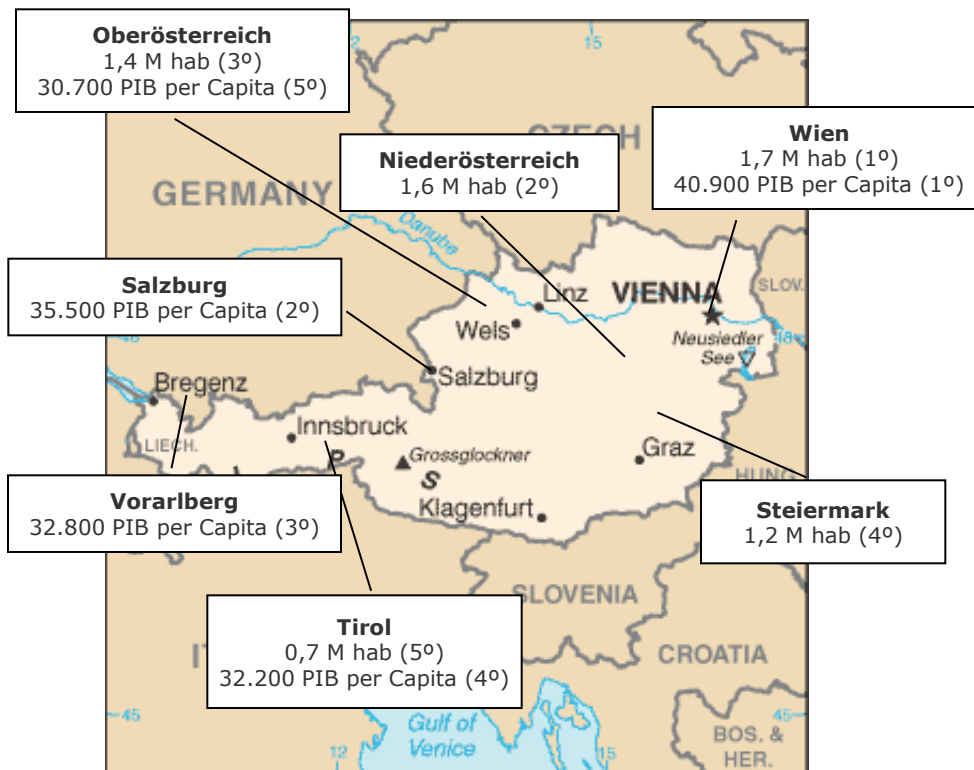 Oberösterreich
1,4 M hab (3º)
30.700 PIB per Capita (5º)
2
15
CZECH
Niederösterreich
1,6 M hab (2º)
Wien
1,7 M hab (1º)
40.900 PIB per Capita (1º)
GERMANY
Danube
Salzburg
35.500 PIB per Capita (2º)
Linz
VIENNA
SLOV.
Wels
Neusiedler
See
48
Salzburg
Bregenz
Innsbruck
LIECH.
P
Grossglockner
S
Graz
HUNG
Klagenfurt
Vorarlberg
32.800 PIB per Capita (3º)
Steiermark
1,2 M hab (4º)
SLOVENIA
Tirol
0,7 M hab (5º)
32.200 PIB per Capita (4º)
CROATIA
45
45
Gulf of
Venice
12
15
BOS. &
HER.